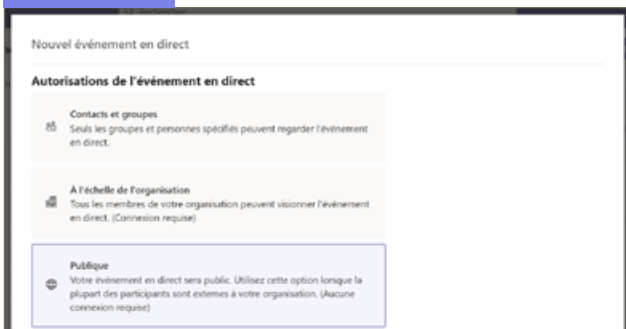 Nouvel événement en direct
Autorisations de l'événement en direct
Contacts et groupes
Seuls les groupes et personnes spécifiés peuvent regarder l'événement
en direct.
À l'échelle de l'organisation
Tous les membres de votre organisation peuvent visionner l'événement
en direct. (Connexion requise)
Publique
Votre événement en direct sera public. Utilisez cette option lorsque la
plupart des participants sont externes à votre organisation. (Aucune
connexion requise)